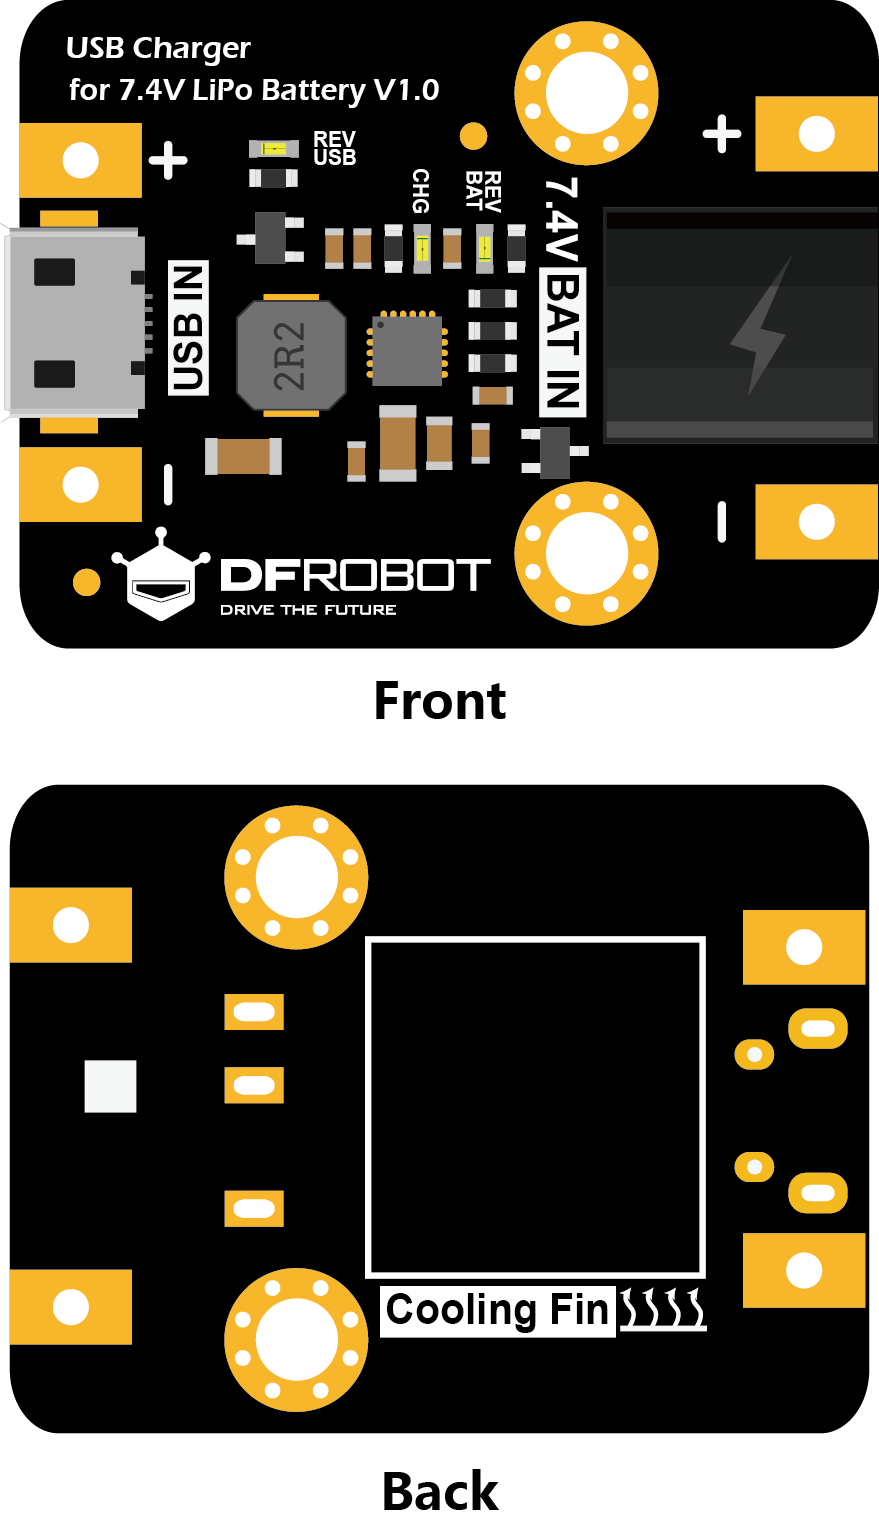 USB Charger
for 7.4V LiPo Battery V1.0
REV
USB
CHG
REV
BAT
7.4V BAT IN
USB IN
2R2
DFROBOT
DRIVE THE FUTURE
Front
Cooling Fin
Back